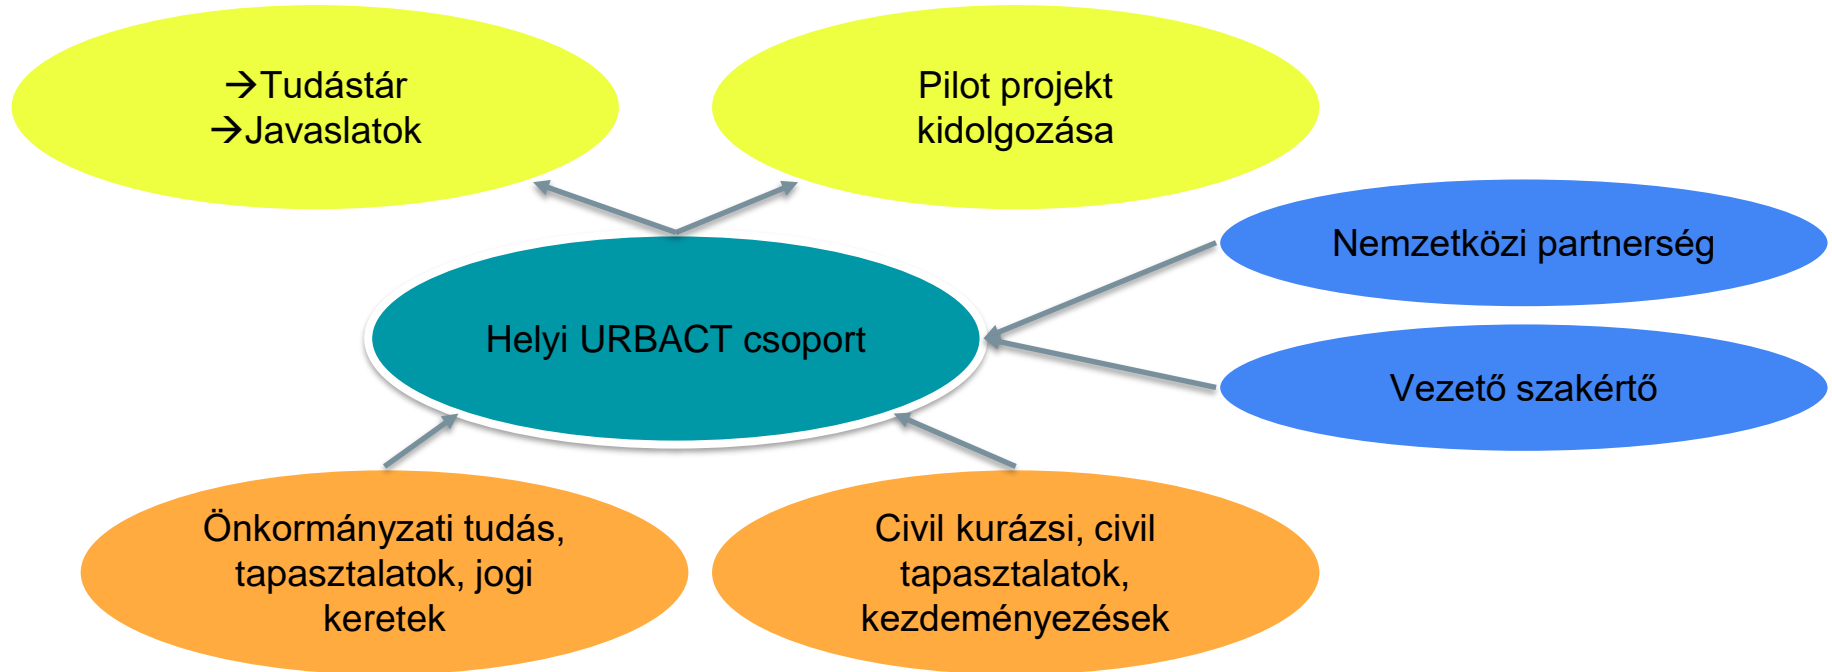 →Tudástár
→Javaslatok
Pilot projekt
kidolgozása
Nemzetközi partnerség
Helyi URBACT csoport
Vezető szakértő
Önkormányzati tudás,
tapasztalatok, jogi
keretek
Civil kurázsi, civil
tapasztalatok,
kezdeményezések